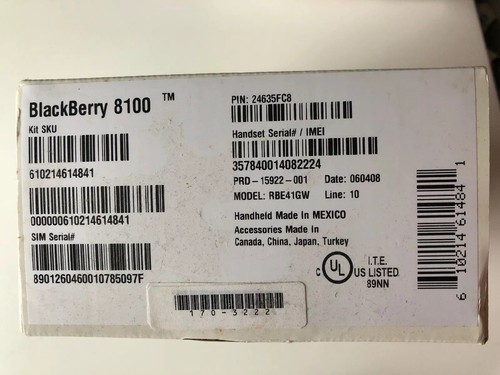 BlackBerry 8100 ™
Kit SKU
610214614841
000000610214614841
SIM Serial#
8901260460010785097F
PIN: 24635FC8
Handset Serial# / IMEI
357840014082224
PRD-15922-001 Date: 060408
MODEL: RBE41GW Line: 10
Handheld Made In MEXICO
Accessories Made In
Canada, China, Japan, Turkey
C UL US LISTED
I.T.E.
89NN
6 10214 61484 1
170-3222